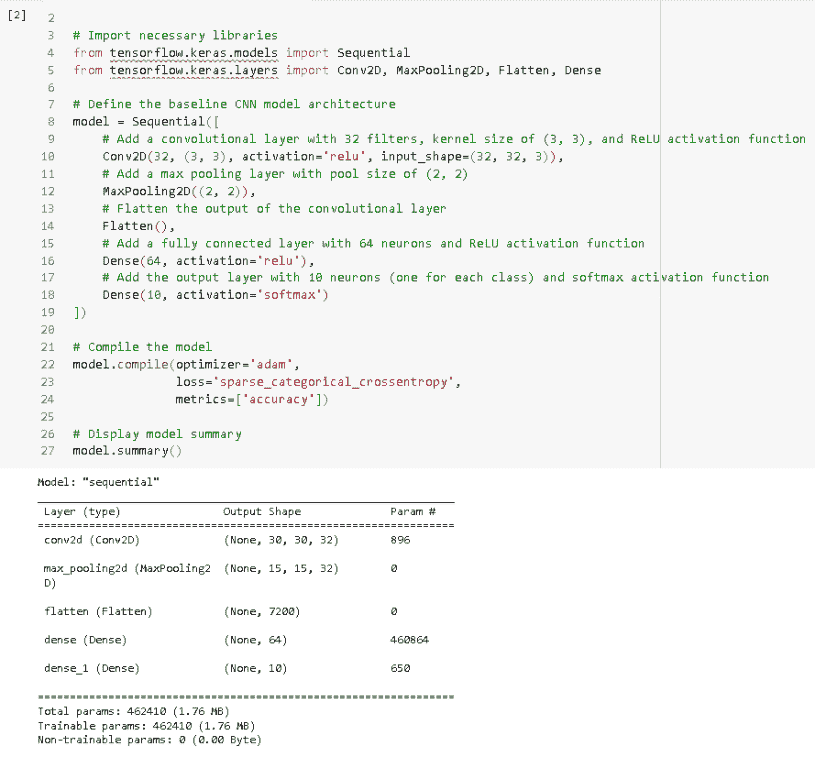 [2] 2
3 # Import necessary libraries
4 from tensorflow.keras.models import Sequential
5 from tensorflow.keras.layers import Conv2D, MaxPooling2D, Flatten, Dense
6
7 # Define the baseline CNN model architecture
8 model = Sequential([
9     # Add a convolutional layer with 32 filters, kernel size of (3, 3), and ReLU activation function
10     Conv2D(32, (3, 3), activation='relu', input_shape=(32, 32, 3)),
11     # Add a max pooling layer with pool size of (2, 2)
12     MaxPooling2D((2, 2)),
13     # Flatten the output of the convolutional layer
14     Flatten(),
15     # Add a fully connected layer with 64 neurons and ReLU activation function
16     Dense(64, activation='relu'),
17     # Add the output layer with 10 neurons (one for each class) and softmax activation function
18     Dense(10, activation='softmax')
19 ])
20
21 # Compile the model
22 model.compile(optimizer='adam',
23               loss='sparse_categorical_crossentropy',
24               metrics=['accuracy'])
25
26 # Display model summary
27 model.summary()
Model: "sequential"
Layer (type) Output Shape Param #
conv2d (Conv2D) (None, 30, 30, 32) 896
max_pooling2d (MaxPooling2 (None, 15, 15, 32) 0
D)
flatten (Flatten) (None, 7200) 0
dense (Dense) (None, 64) 460864
dense_1 (Dense) (None, 10) 650
Total params: 462410 (1.76 MB)
Trainable params: 462410 (1.76 MB)
Non-trainable params: 0 (0.00 Byte)